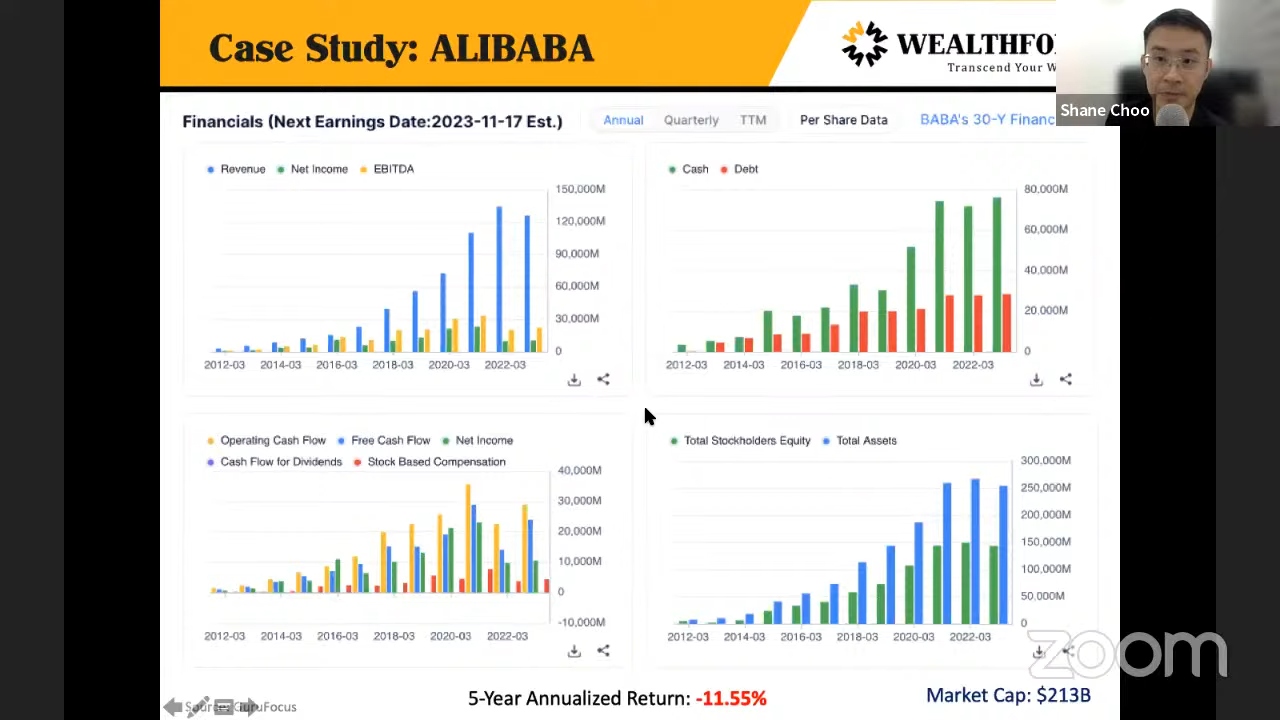 Case Study: ALIBABA
WEALTHFO
Transcend Your W
Shane Choo
Financials (Next Earnings Date:2023-11-17 Est.)
Annual Quarterly TTM
Per Share Data
BABA's 30-Y Financ
Revenue Net Income EBITDA
150,000M
120,000M
90,000M
60,000M
30,000M
0
2012-03 2014-03 2016-03 2018-03 2020-03 2022-03
Cash Debt
80,000M
60,000M
40,000M
20,000M
0
2012-03 2014-03 2016-03 2018-03 2020-03 2022-03
Operating Cash Flow Free Cash Flow Net Income
Cash Flow for Dividends Stock Based Compensation
40,000M
30,000M
20,000M
10,000M
0
-10,000M
2012-03 2014-03 2016-03 2018-03 2020-03 2022-03
Total Stockholders Equity Total Assets
300,000M
250,000M
200,000M
150,000M
100,000M
50,000M
0
2012-03 2014-03 2016-03 2018-03 2020-03 2022-03
zoom
Source: GuruFocus
5-Year Annualized Return: -11.55%
Market Cap: $213B